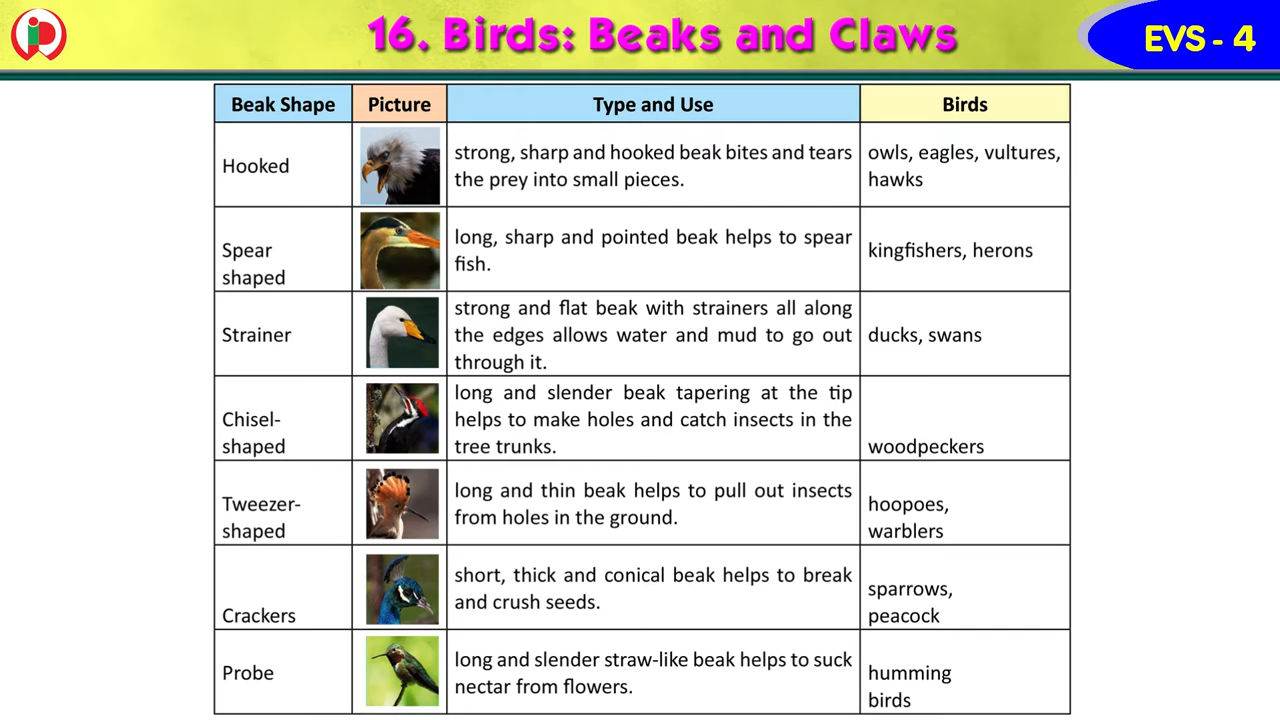 16. Birds: Beaks and Claws
EVS - 4
Beak Shape
Picture
Type and Use
Birds
Hooked
strong, sharp and hooked beak bites and tears
the prey into small pieces.
owls, eagles, vultures,
hawks
Spear
shaped
long, sharp and pointed beak helps to spear
fish.
kingfishers, herons
Strainer
strong and flat beak with strainers all along
the edges allows water and mud to go out
through it.
ducks, swans
Chisel-
shaped
long and slender beak tapering at the tip
helps to make holes and catch insects in the
tree trunks.
woodpeckers
Tweezer-
shaped
long and thin beak helps to pull out insects
from holes in the ground.
hoopoes,
warblers
Crackers
short, thick and conical beak helps to break
and crush seeds.
sparrows,
peacock
Probe
long and slender straw-like beak helps to suck
nectar from flowers.
humming
birds